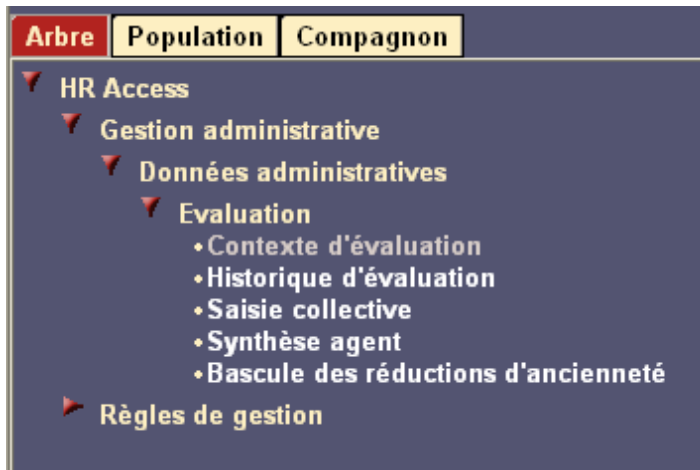 Arbre Population Compagnon
HR Access
Gestion administrative
Données administratives
Evaluation
Contexte d'évaluation
Historique d'évaluation
Saisie collective
Synthèse agent
Bascule des réductions d'ancienneté
Règles de gestion